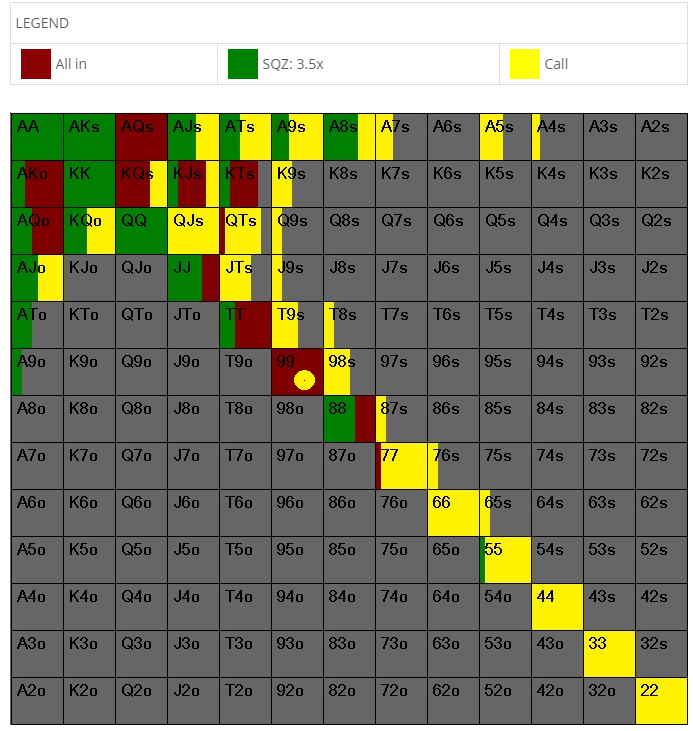 LEGEND
All in SQZ: 3.5x Call
AA AKs AQs AJs ATs A9s A8s A7s A6s A5s A4s A3s A2s
AKo KK KQs KJs KTs K9s K8s K7s K6s K5s K4s K3s K2s
AQo KQo QQ QJs QTs Q9s Q8s Q7s Q6s Q5s Q4s Q3s Q2s
AJo KJo QJo JJ JTs J9s J8s J7s J6s J5s J4s J3s J2s
ATo KTo QTo JTo TT T9s T8s T7s T6s T5s T4s T3s T2s
A9o K9o Q9o J9o T9o 99 98s 97s 96s 95s 94s 93s 92s
A8o K8o Q8o J8o T8o 98o 88 87s 86s 85s 84s 83s 82s
A7o K7o Q7o J7o T7o 97o 87o 77 76s 75s 74s 73s 72s
A6o K6o Q6o J6o T6o 96o 86o 76o 66 65s 64s 63s 62s
A5o K5o Q5o J5o T5o 95o 85o 75o 65o 55 54s 53s 52s
A4o K4o Q4o J4o T4o 94o 84o 74o 64o 54o 44 43s 42s
A3o K3o Q3o J3o T3o 93o 83o 73o 63o 53o 43o 33 32s
A2o K2o Q2o J2o T2o 92o 82o 72o 62o 52o 42o 32o 22